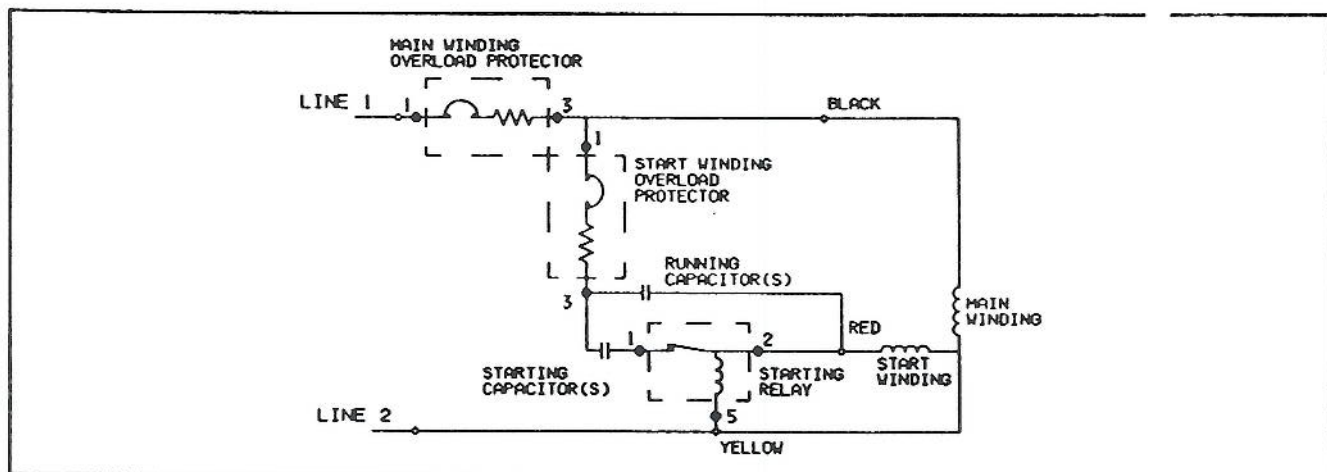 MAIN WINDING
OVERLOAD PROTECTOR
LINE 1
1
3
BLACK
1
START WINDING
OVERLOAD
PROTECTOR
RUNNING
CAPACITOR(S)
3
MAIN
WINDING
RED
1
2
START
WINDING
STARTING
CAPACITOR(S)
STARTING
RELAY
LINE 2
5
YELLOW